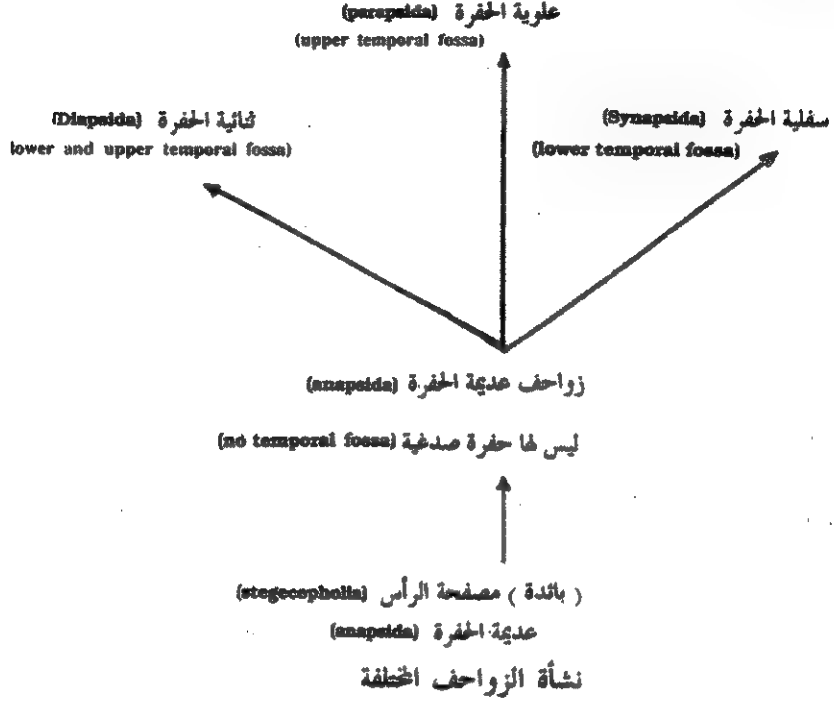 علوية الحفرة (parapsida)
(upper temporal fossa)
ثنائية الحفرة (Diapsida)
lower and upper temporal fossa)
سفلية الحفرة (Synapsida)
(lower temporal fossa)
زواحف عديمة الحفرة (anapsida)
ليس لها حفرة صدغية (no temporal fossa)
( بائدة ) مصفحة الرأس (stegecepholia)
عديمة الحفرة (anapsida)
نشأة الزواحف المختلفة